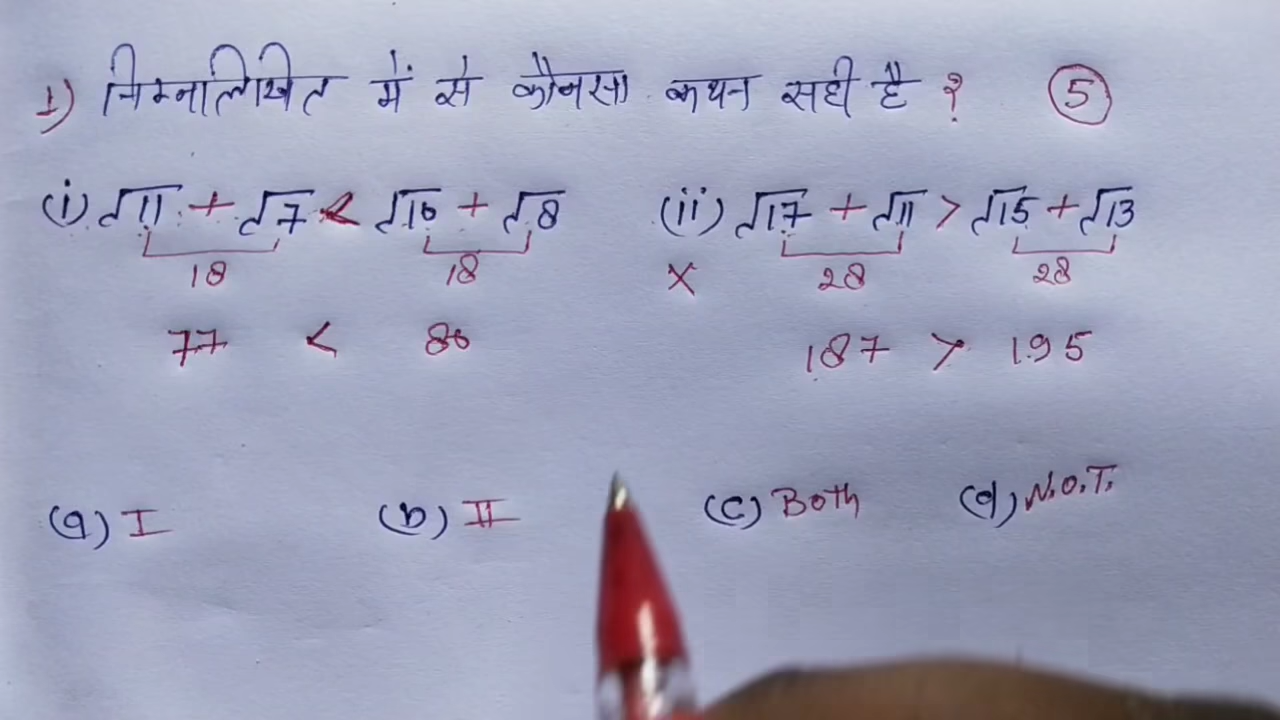 1) निम्नलिखित में से कौनसा कथन सही है ? 5
(i) √11 + √7 < √10 + √8 (ii) √17 + √11 > √15 + √13
18 18 x 28 28
77 < 80 187 > 195
(a) I (b) II (c) Both (d) N.O.T.